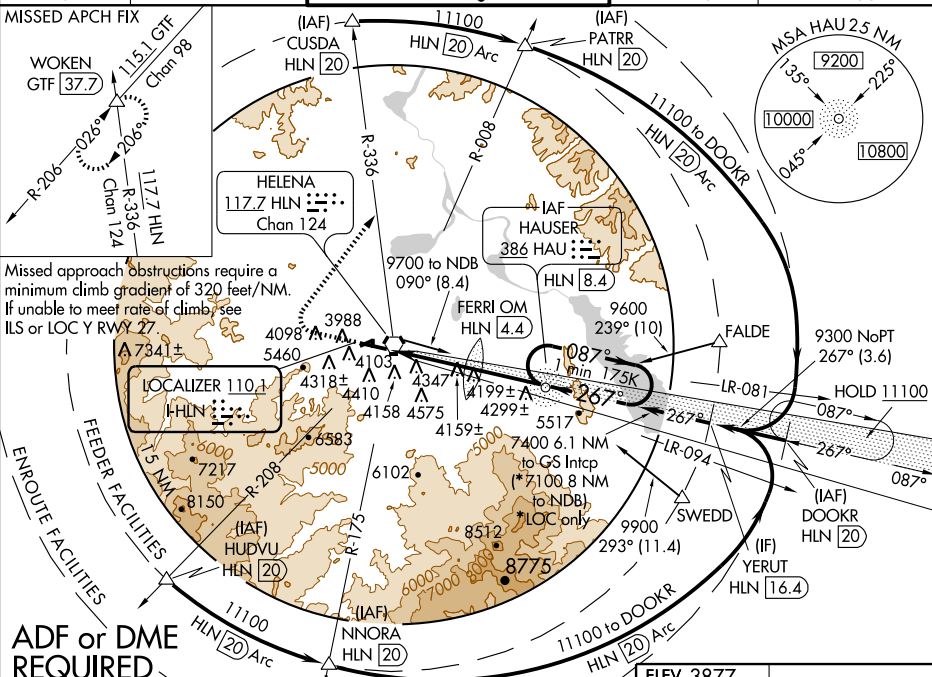 MISSED APCH FIX
WOKEN
GTF 37.7
115.1 GTF
Chan 98
026°
206°
R-206
117.7 HLN
R-336
Chan 124
(IAF)
CUSDA
HLN 20
11100
HLN 20 Arc
(IAF)
PATRR
HLN 20
MSA HAU 25 NM
135°
9200
225°
10000
045°
10800
11100 to DOOKR
HLN 20 Arc
R-336
R-008
HELENA
117.7 HLN
Chan 124
IAF
HAUSER
386 HAU
HLN 8.4
Missed approach obstructions require a
minimum climb gradient of 320 feet/NM.
If unable to meet rate of climb, see
ILS or LOC Y RWY 27.
9700 to NDB
090° (8.4)
FERRI OM
HLN 4.4
9600
239° (10)
FALDE
9300 NoPT
267° (3.6)
3988
4098
7341±
5460
4103
4318±
4410
4158
4347
4575
4159±
4199±
4299±
087°
1 min
175K
267°
5517
LOCALIZER 110.1
I-HLN
LR-081
087°
HOLD 11100
267°
267°
087°
LR-094
7400 6.1 NM
to GS Intcp
(*7100 8 NM
to NDB)
*LOC only
6583
5000
7217
8150
R-208
15 NM
6102
FEEDER FACILITIES
ENROUTE FACILITIES
R-175
(IAF)
HUDVU
HLN 20
8512
8775
6000
7000
8000
6000
SWEDD
9900
293° (11.4)
(IAF)
DOOKR
HLN 20
(IF)
YERUT
HLN 16.4
11100
HLN 20 Arc
(IAF)
NNORA
HLN 20
11100 to DOOKR
HLN 20 Arc
ADF or DME
REQUIRED
ELEV 3877